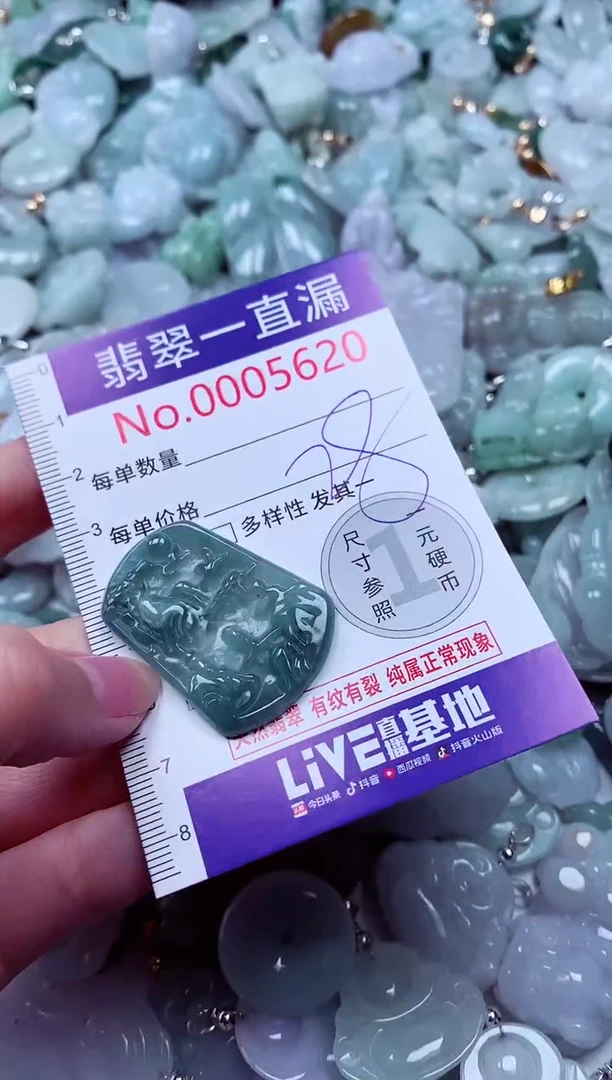 翡翠一直漏
No.0005620
每单数量
28
每单价格
多样性 发其一
尺寸参照
1
元硬币
天然翡翠 有纹有裂 纯属正常现象
LiVE直播基地
今日头条 抖音 西瓜视频 抖音火山版
0
1
2
3
7
8